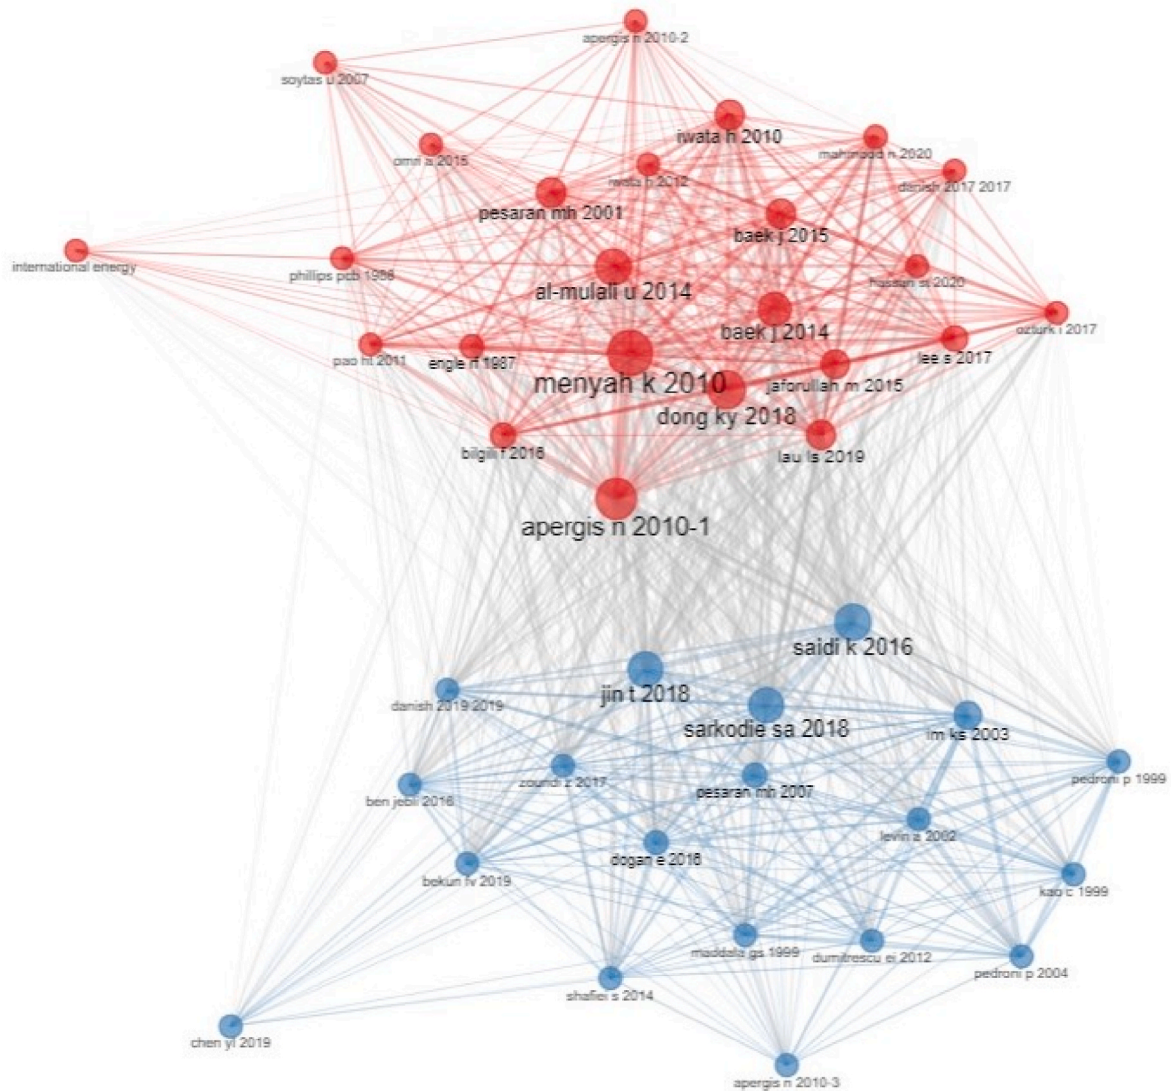 apergis n 2010-2
soytas u 2007
iwata h 2010
omri a 2015
mahmood n 2020
iwata h 2012
danish 2017 2017
pesaran mh 2001
baek j 2015
international energy
phillips pcb 1988
al-mulali u 2014
hassan st 2020
baek j 2014
ozturk i 2017
pao ht 2011
engle rf 1987
lee s 2017
menyah k 2010
jaforullah m 2015
dong ky 2018
bilgili f 2016
lau ls 2019
apergis n 2010-1
saidi k 2016
jin t 2018
danish 2019 2019
sarkodie sa 2018
im ks 2003
pedroni p 1999
zoundi z 2017
pesaran mh 2007
ben jebli 2016
levin a 2002
dogan e 2016
bekun fv 2019
kao c 1999
maddala gs 1999
dumitrescu ei 2012
pedroni p 2004
shafiei s 2014
chen yl 2019
apergis n 2010-3